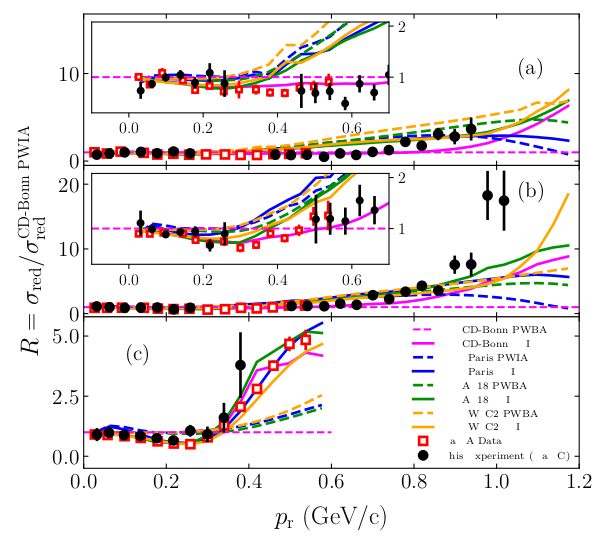 2
10
1
(a)
0.0 0.2 0.4 0.6
0
R = σred/σred^CD-Bonn PWIA
20
2
1
(b)
10
0.0 0.2 0.4 0.6
0
5.0
(c)
2.5
0.0
CD-Bonn PWBA
CD-Bonn I
Paris PWIA
Paris I
A 18 PWBA
A 18 I
W C2 PWBA
W C2 I
a A Data
his xperiment ( a C)
0.0 0.2 0.4 0.6 0.8 1.0 1.2
pr (GeV/c)